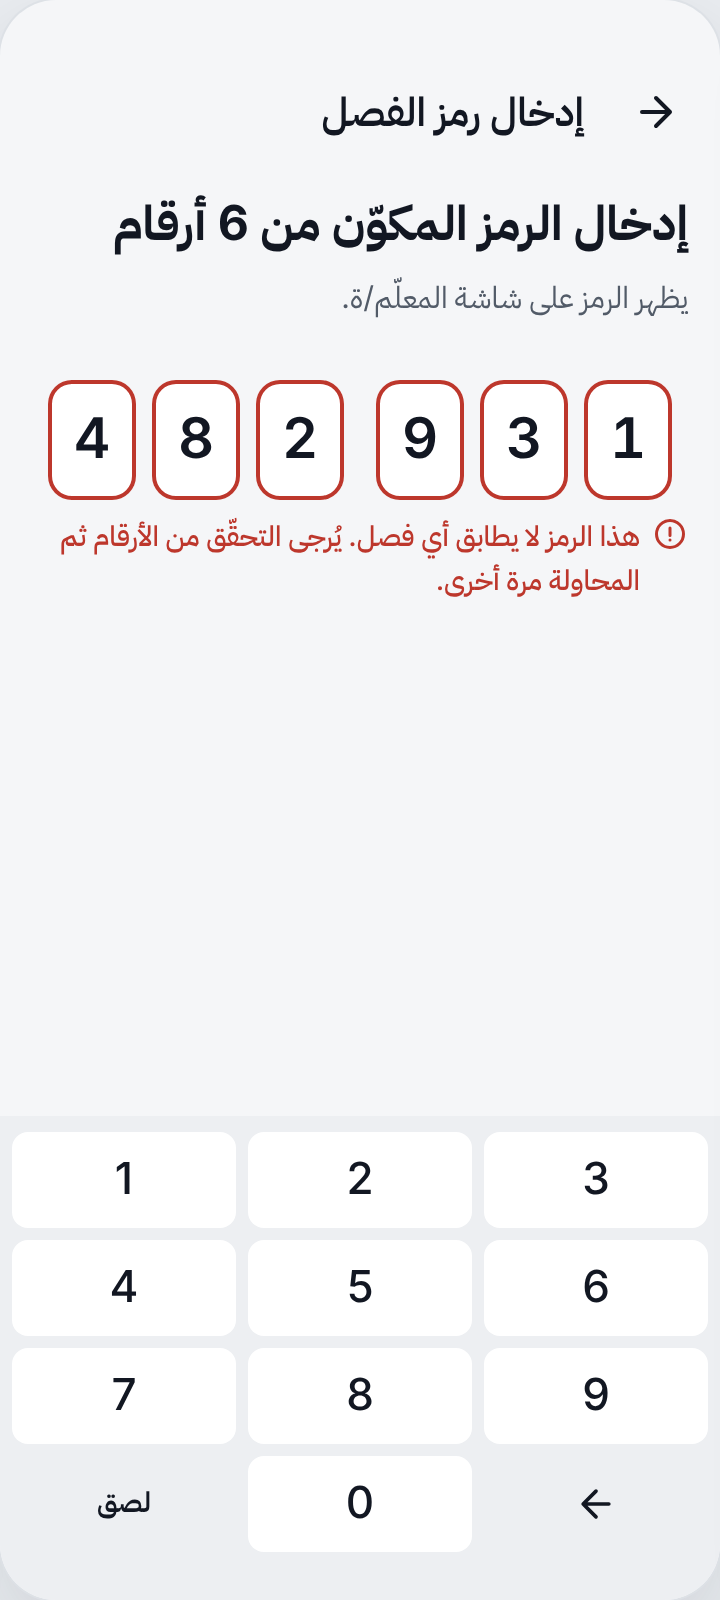 إدخال رمز الفصل
إدخال الرمز المكوّن من 6 أرقام
يظهر الرمز على شاشة المعلّم/ة.
4 8 2 9 3 1
هذا الرمز لا يطابق أي فصل. يُرجى التحقّق من الأرقام ثم
المحاولة مرة أخرى.
1 2 3
4 5 6
7 8 9
لصق 0